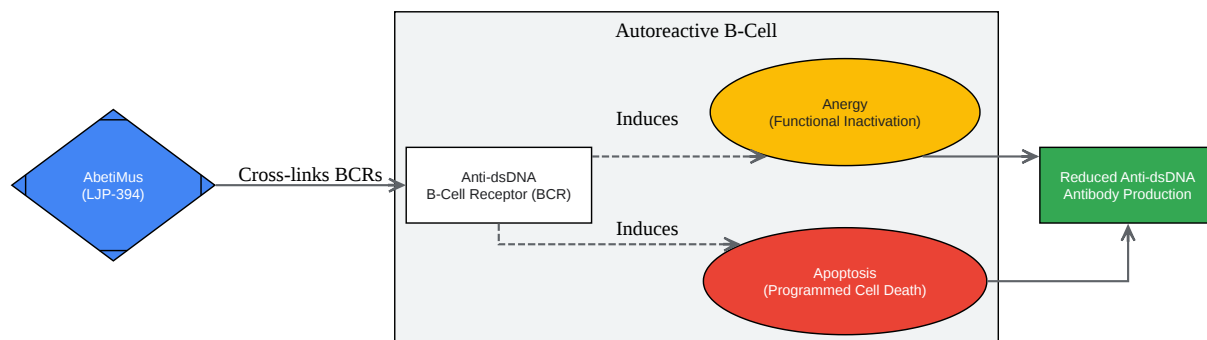 Autoreactive B-Cell
AbetiMus
(LJP-394)
Cross-links BCRs
Anti-dsDNA
B-Cell Receptor (BCR)
Induces
Anergy
(Functional Inactivation)
Induces
Apoptosis
(Programmed Cell Death)
Reduced Anti-dsDNA
Antibody Production